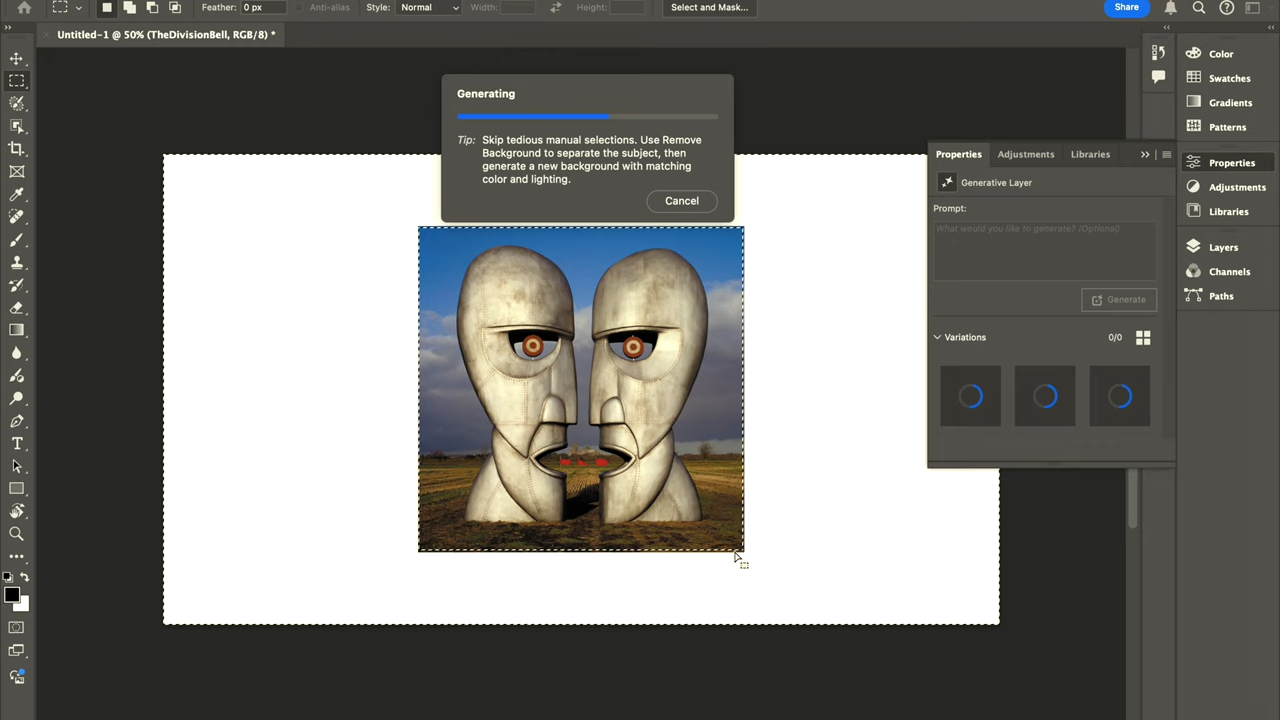 Feather:
0 px
Anti-alias
Style:
Normal
Width:
Height:
Select and Mask...
Share
Untitled-1 @ 50% (TheDivisionBell, RGB/8) *
Generating
Tip: Skip tedious manual selections. Use Remove
Background to separate the subject, then
generate a new background with matching
color and lighting.
Cancel
Properties
Adjustments
Libraries
Generative Layer
Prompt:
What would you like to generate? (Optional)
Generate
Variations
0/0
Color
Swatches
Gradients
Patterns
Properties
Adjustments
Libraries
Layers
Channels
Paths